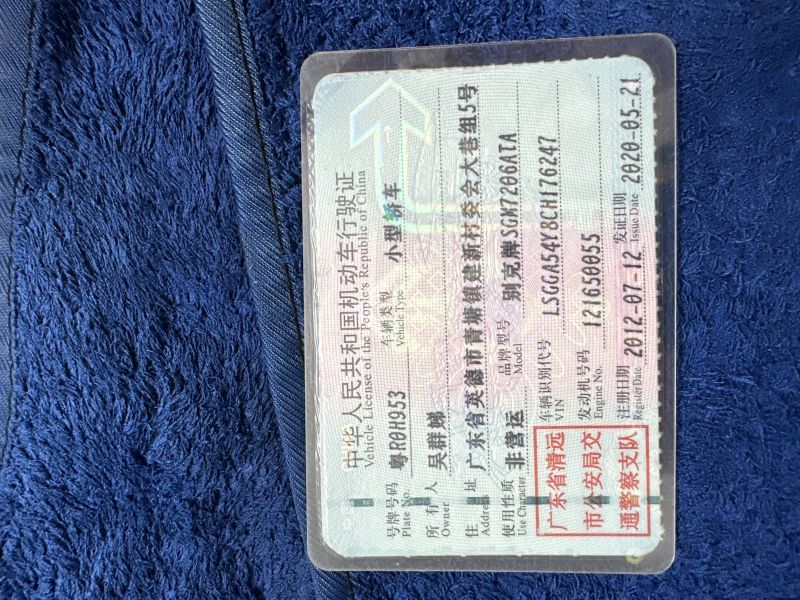 中华人民共和国机动车行驶证
Vehicle License of the People's Republic of China
号牌号码 粤R0H953 车辆类型 小型轿车
Plate No. Vehicle Type
所有人 吴群娣
Owner
住址 广东省英德市青塘镇建新村委会大巷组5号
Address
使用性质 非营运 品牌型号 别克牌SGM7206ATA
Use Character Model
车辆识别代号 LSGGA54Y8CH176247
VIN
发动机号码 121650055
Engine No.
注册日期 2012-07-12 发证日期 2020-05-21
Register Date Issue Date
广东省清远
市公安局交
通警察支队